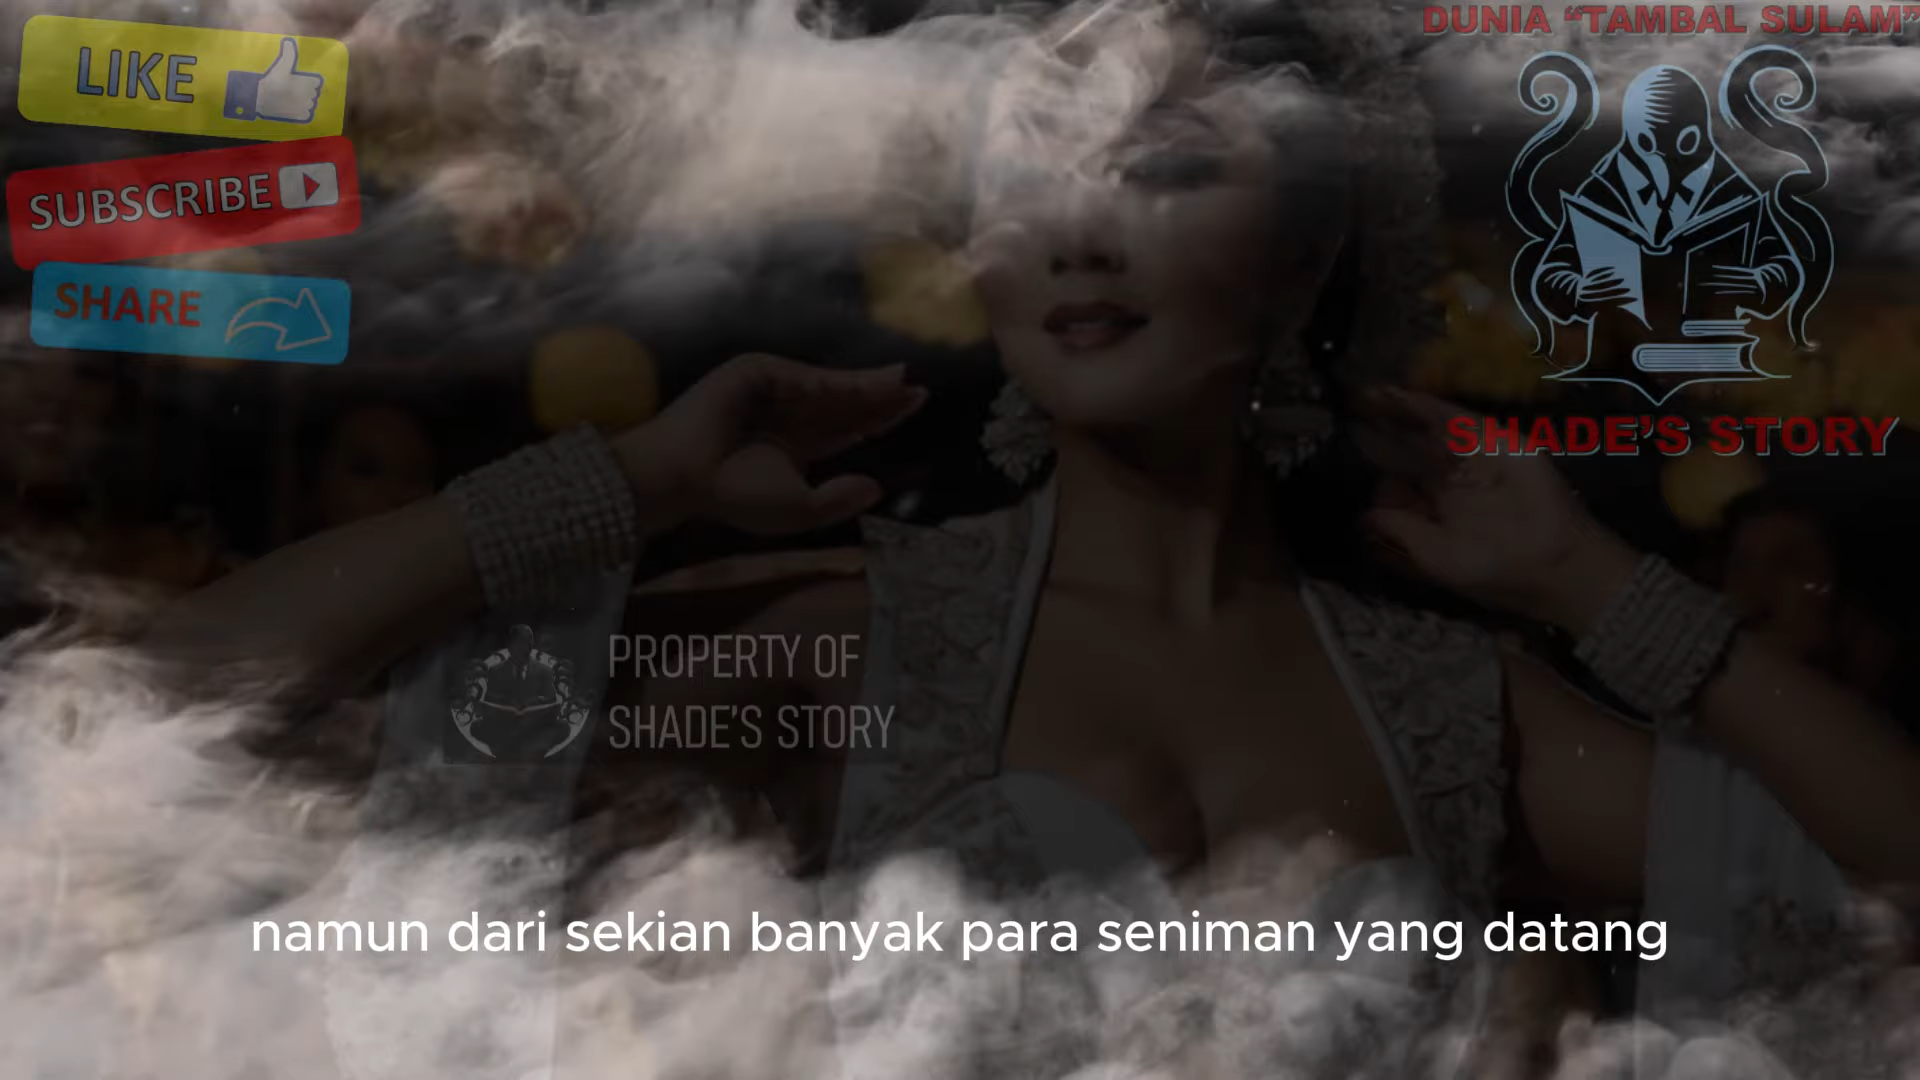 LIKE
SUBSCRIBE
SHARE
DUNIA “TAMBAL SULAM”
SHADE’S STORY
PROPERTY OF
SHADE’S STORY
namun dari sekian banyak para seniman yang datang